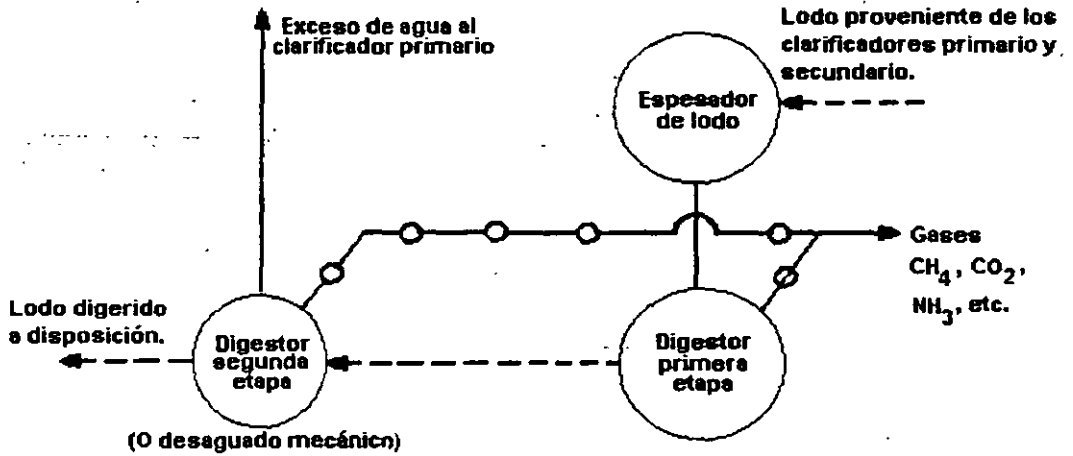 Exceso de agua al
clarificador primario
Lodo proveniente de los
clarificadores primario y
secundario.
Espesador
de lodo
Gases
CH4, CO2,
NH3, etc.
Lodo digerido
a disposición.
Digestor
segunda
etapa
Digestor
primera
etapa
(O desaguado mecánico)